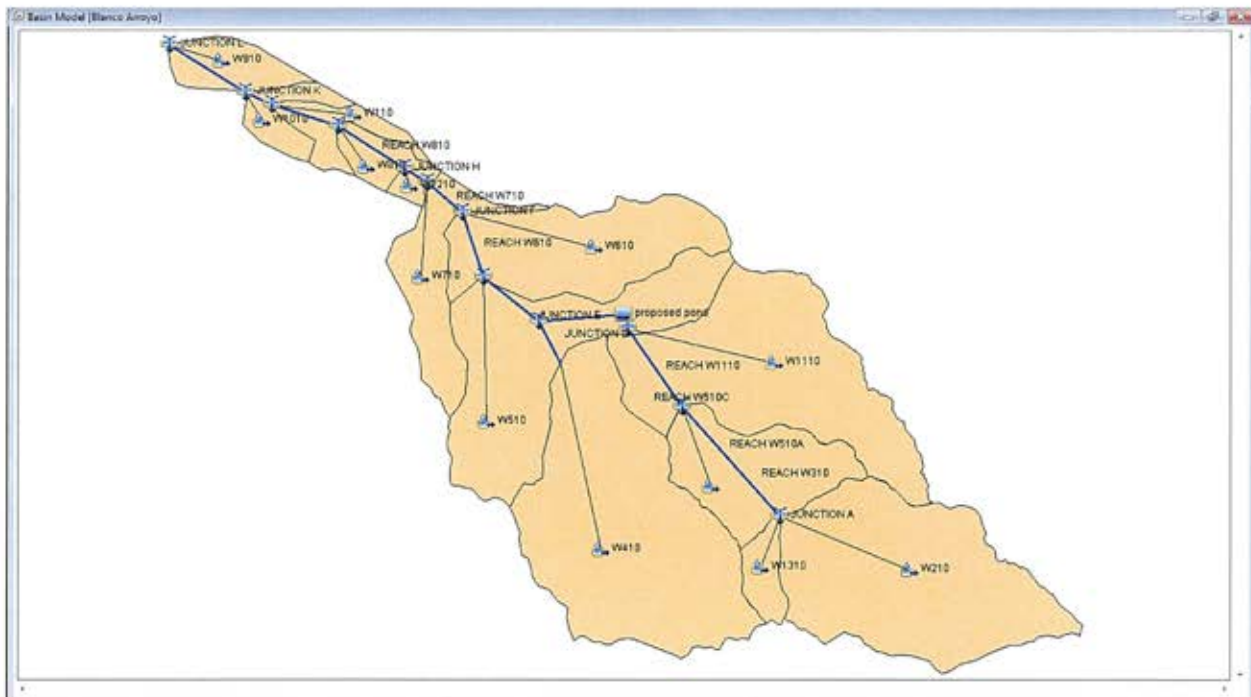 Basin Model [Blanco Arroyo]
JUNCTION L
W910
JUNCTION K
W110
W1010
REACH W810
JUNCTION H
REACH W710
JUNCTION F
REACH W610
W610
W710
proposed pond
JUNCTION E
JUNCTION
W1110
REACH W1110
REACH W510C
W510
REACH W510A
REACH W310
JUNCTION A
W410
W1310
W210